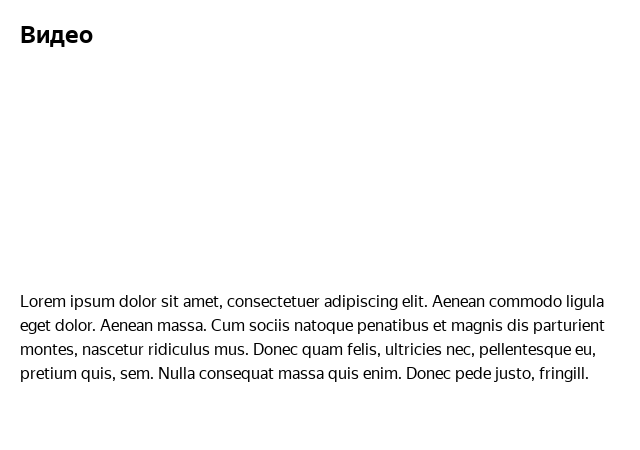 Видео
Lorem ipsum dolor sit amet, consectetuer adipiscing elit. Aenean commodo ligula
eget dolor. Aenean massa. Cum sociis natoque penatibus et magnis dis parturient
montes, nascetur ridiculus mus. Donec quam felis, ultricies nec, pellentesque eu,
pretium quis, sem. Nulla consequat massa quis enim. Donec pede justo, fringill.